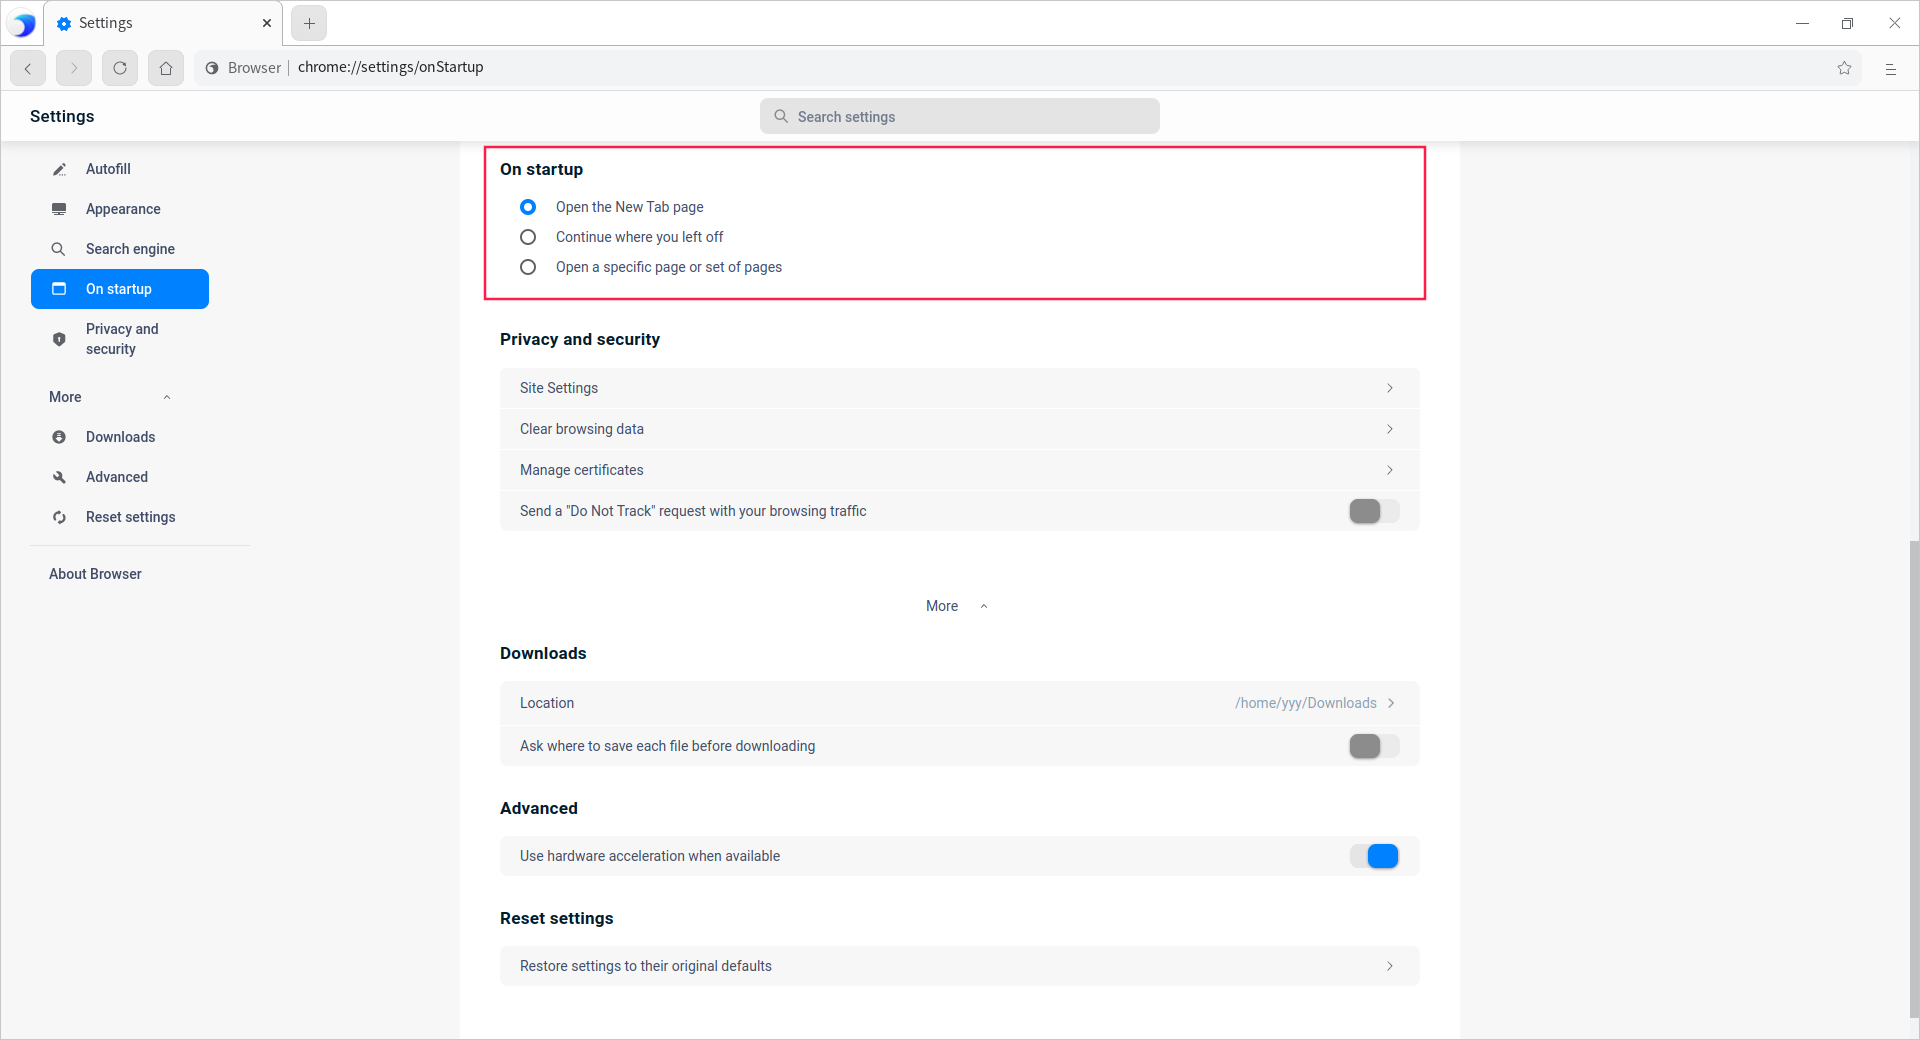 Settings
Browser | chrome://settings/onStartup
Settings
Search settings
Autofill
Appearance
Search engine
On startup
Privacy and
security
More
Downloads
Advanced
Reset settings
About Browser
On startup
Open the New Tab page
Continue where you left off
Open a specific page or set of pages
Privacy and security
Site Settings
Clear browsing data
Manage certificates
Send a "Do Not Track" request with your browsing traffic
More
Downloads
Location /home/yyy/Downloads
Ask where to save each file before downloading
Advanced
Use hardware acceleration when available
Reset settings
Restore settings to their original defaults